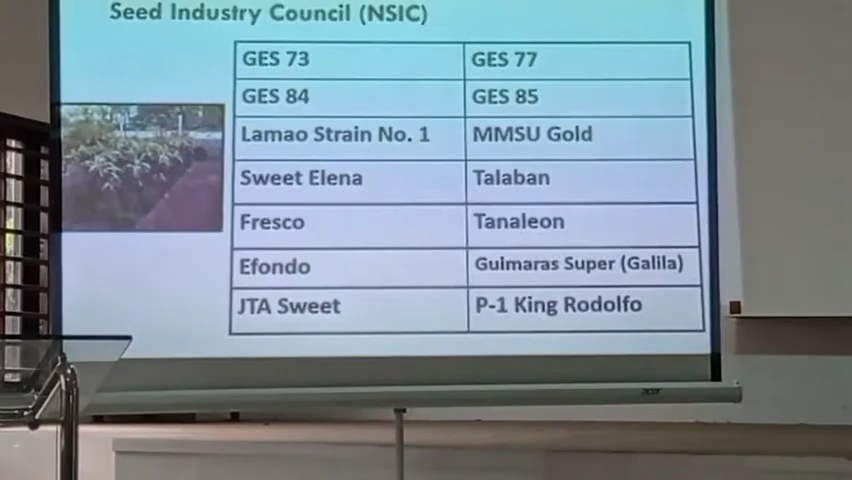 Seed Industry Council (NSIC)
GES 73 GES 77
GES 84 GES 85
Lamao Strain No. 1 MMSU Gold
Sweet Elena Talaban
Fresco Tanaleon
Efondo Guimaras Super (Galila)
JTA Sweet P-1 King Rodolfo
acer